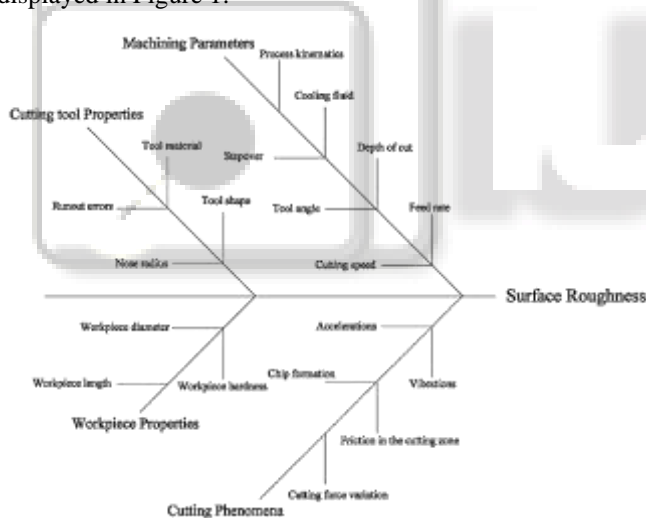 displayed in Figure 1.
Machining Parameters
Process kinematics
Cooling fluid
Cutting tool Properties
Tool material
Stepover
Depth of cut
Runout errors
Tool shape
Tool angle
Feed rate
Nose radius
Cutting speed
Surface Roughness
Workpiece diameter
Accelerations
Chip formation
Workpiece length
Workpiece hardness
Vibrations
Workpiece Properties
Friction in the cutting zone
Cutting force variation
Cutting Phenomena